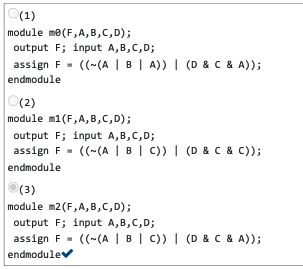 (1)
module m0(F,A,B,C,D);
output F; input A,B,C,D;
assign F = ((~(A | B | A)) | (D & C & A));
endmodule
(2)
module m1(F,A,B,C,D);
output F; input A,B,C,D;
assign F = ((~(A | B | C)) | (D & C & C));
endmodule
(3)
module m2(F,A,B,C,D);
output F; input A,B,C,D;
assign F = ((~(A | B | C)) | (D & C & A));
endmodule